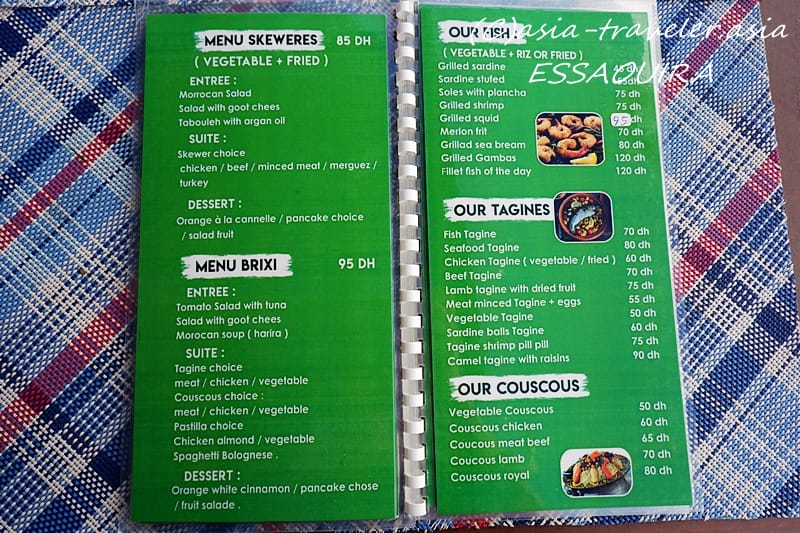 MENU SKEWERES 85 DH
( VEGETABLE + FRIED )
ENTREE :
Morrocan Salad
Salad with goot chees
Tabouleh with argan oil
SUITE :
Skewer choice
chicken / beef / minced meat / merguez /
turkey
DESSERT :
Orange à la cannelle / pancake choice
/ salad fruit
MENU BRIXI 95 DH
ENTREE :
Tomato Salad with tuna
Salad with goot chees
Morocan soup ( harira )
SUITE :
Tagine choice
meat / chicken / vegetable
Couscous choice :
meat / chicken / vegetable
Pastilla choice
Chicken almond / vegetable
Spaghetti Bolognese .
DESSERT :
Orange white cinnamon / pancake chose
/ fruit salade .
(C)asia-traveler.asia
ESSAOUIRA
OUR FISH :
( VEGETABLE + RIZ OR FRIED )
Grilled sardine dh
Sardine stufed dh
Soles with plancha 75 dh
Grilled shrimp 75 dh
Grilled squid 95 dh
Merlon frit 70 dh
Grillad sea bream 80 dh
Grilled Gambas 120 dh
Fillet fish of the day 120 dh
OUR TAGINES
Fish Tagine 70 dh
Seafood Tagine 80 dh
Chicken Tagine ( vegetable / fried ) 60 dh
Beef Tagine 70 dh
Lamb tagine with dried fruit 75 dh
Meat minced Tagine + eggs 55 dh
Vegetable Tagine 50 dh
Sardine balls Tagine 60 dh
Tagine shrimp pill pill 75 dh
Camel tagine with raisins 90 dh
OUR COUSCOUS
Vegetable Couscous 50 dh
Couscous chicken 60 dh
Coucous meat beef 65 dh
Coucous lamb 70 dh
Couscous royal 80 dh